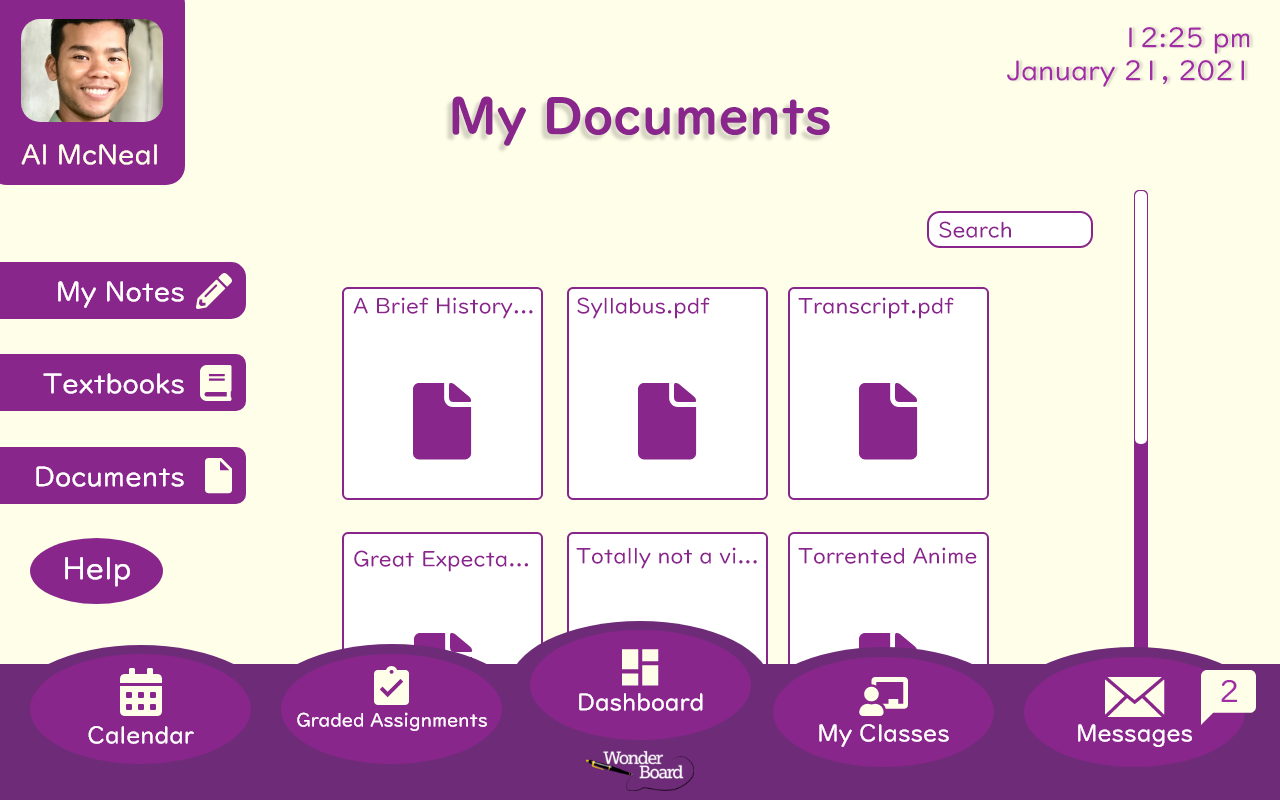 12:25 pm
January 21, 2021
My Documents
Al McNeal
Search
My Notes
Textbooks
Documents
Help
A Brief History...
Syllabus.pdf
Transcript.pdf
Great Expecta...
Totally not a vi...
Torrented Anime
Calendar
Graded Assignments
Dashboard
My Classes
Messages
2
Wonder
Board